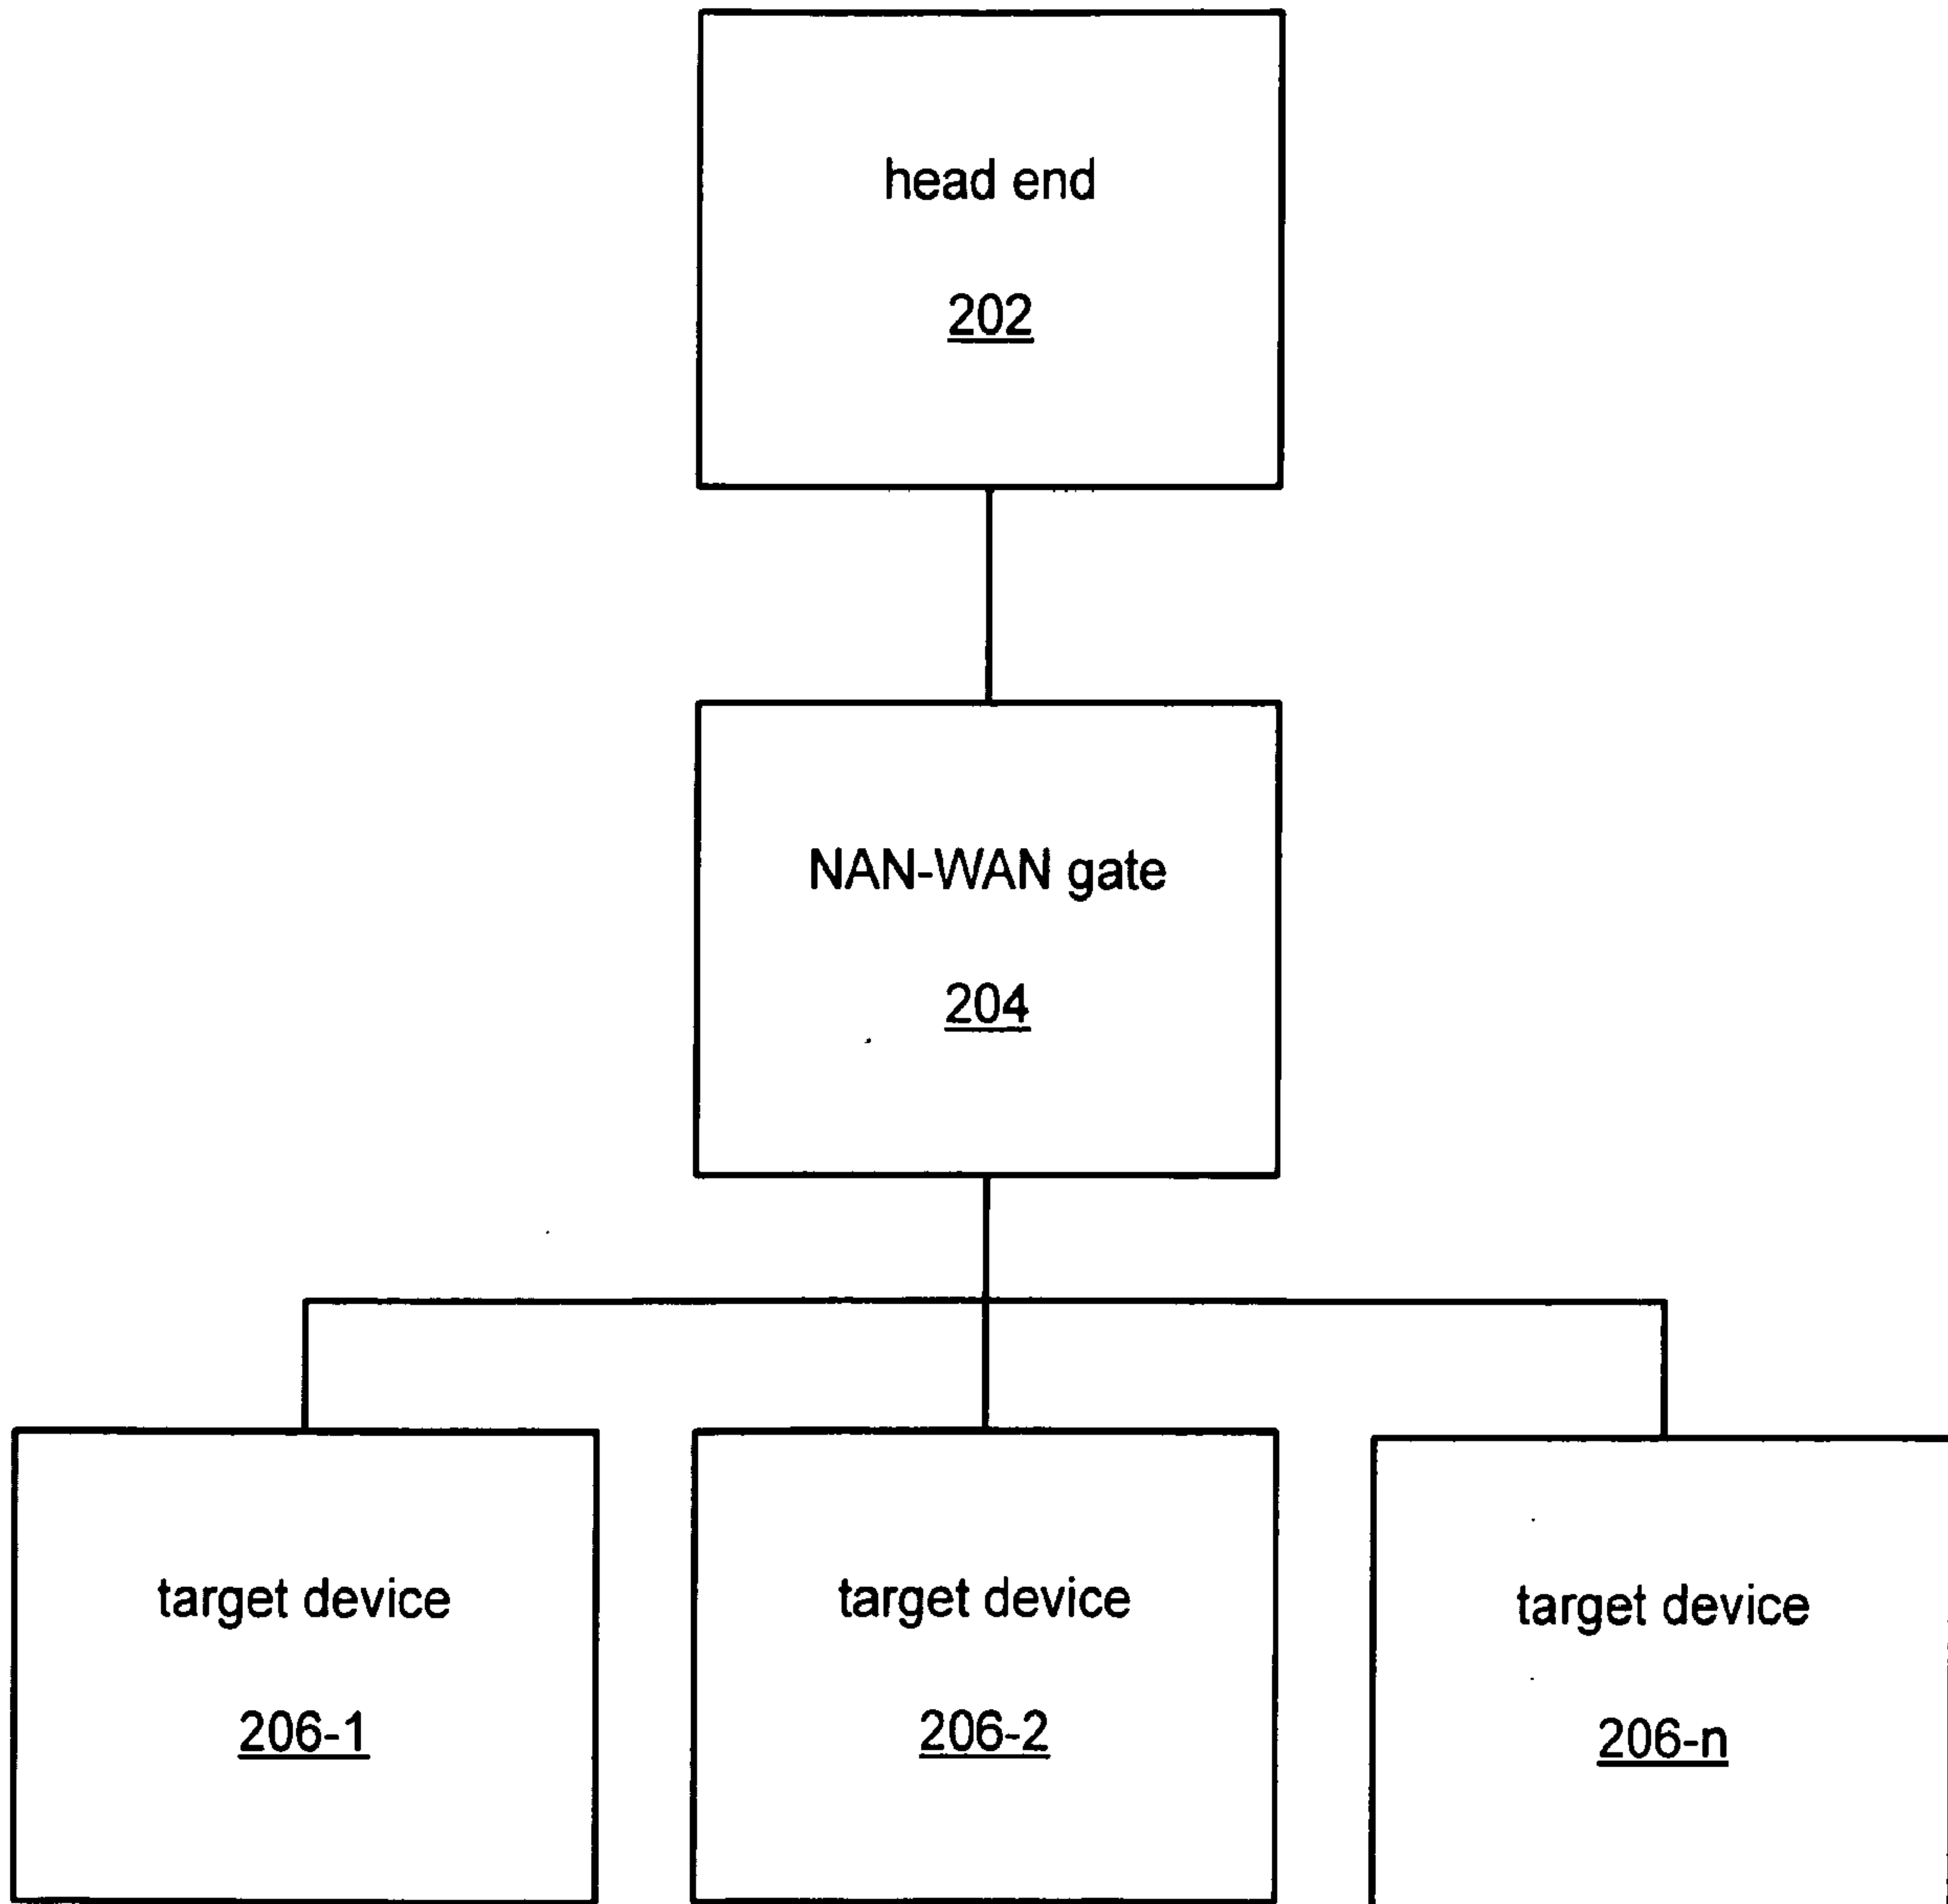 head end
202
NAN-WAN gate
204
target device
206-1
target device
206-2
target device
206-n